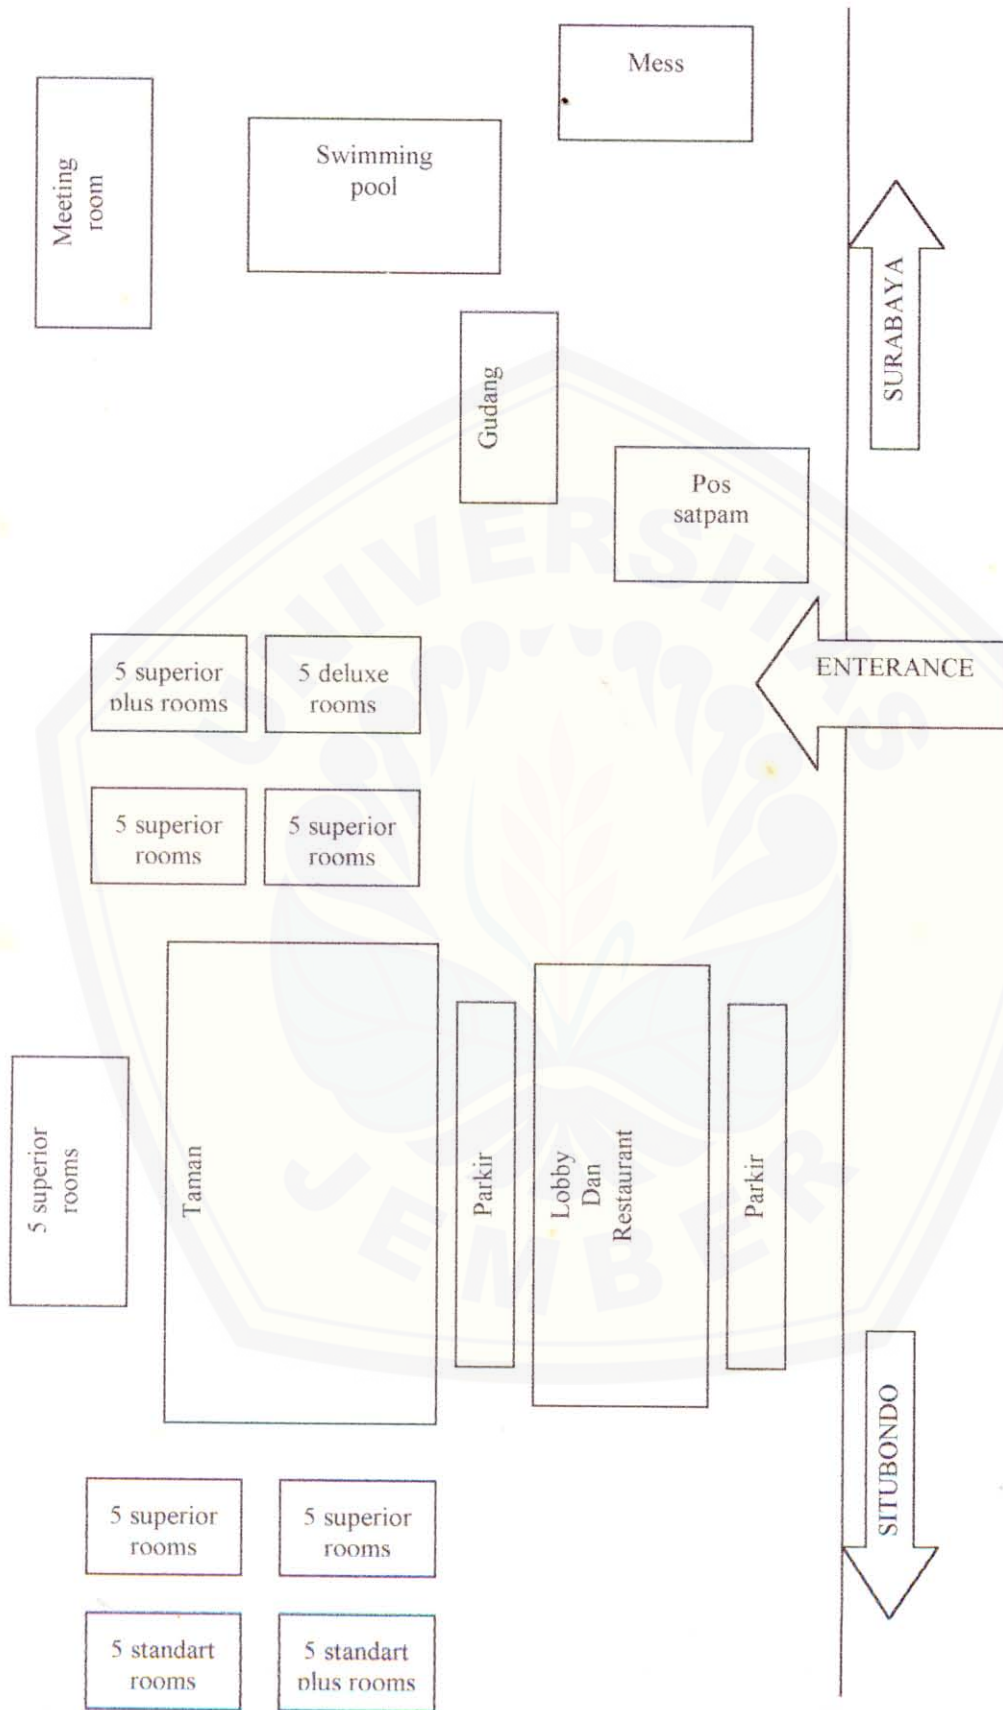 Mess
Meeting
room
Swimming
pool
SURABAYA
Gudang
Pos
satpam
ENTERANCE
5 superior
plus rooms
5 deluxe
rooms
5 superior
rooms
5 superior
rooms
5 superior
rooms
Taman
Parkir
Lobby
Dan
Restaurant
Parkir
SITUBONDO
5 superior
rooms
5 superior
rooms
5 standart
rooms
5 standart
plus rooms
UNIVERSITAS
JEMBER